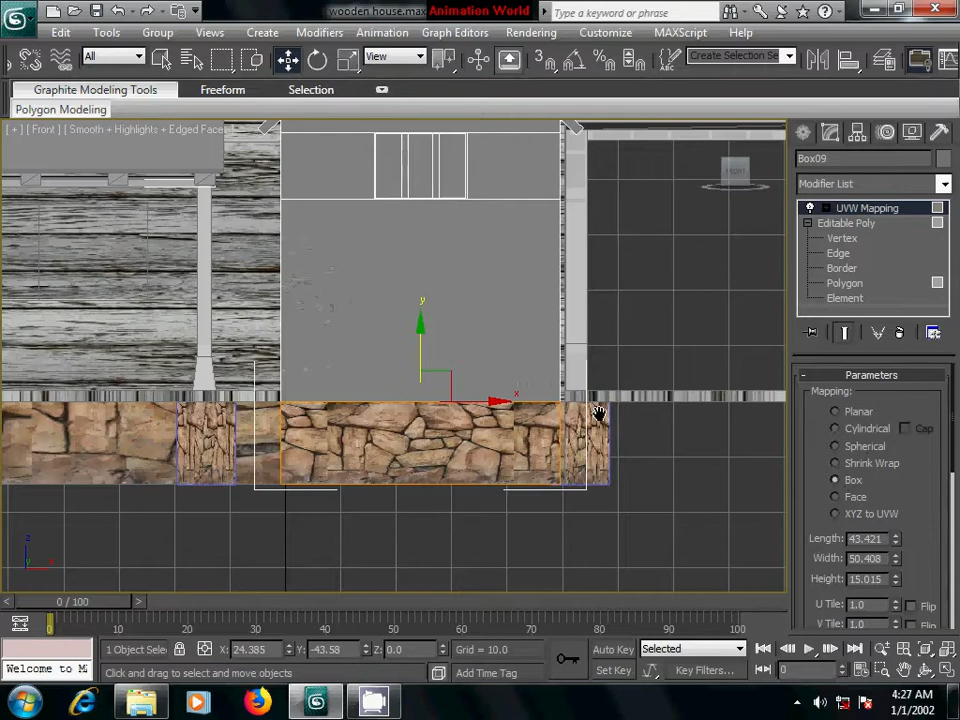 wooden house.max Animation World
Type a keyword or phrase
Edit Tools Group Views Create Modifiers Animation Graph Editors Rendering Customize MAXScript Help
All View 3 Create Selection Se
Graphite Modeling Tools Freeform Selection
Polygon Modeling
[ + ] [ Front ] [ Smooth + Highlights + Edged Face
FRONT
Box09
Modifier List
UVW Mapping
Editable Poly
Vertex
Edge
Border
Polygon
Element
Parameters
Mapping:
Planar
Cylindrical Cap
Spherical
Shrink Wrap
Box
Face
XYZ to UVW
Length: 43.421
Width: 50.408
Height: 15.015
U Tile: 1.0 Flip
V Tile: 1.0 Flip
y
x
z
x
0 / 100
0 10 20 30 40 50 60 70 80 90 100
1 Object Selec X: 24.385 Y: -43.58 Z: 0.0 Grid = 10.0 Auto Key Selected
Welcome to M Click and drag to select and move objects Add Time Tag Set Key Key Filters... 0
4:27 AM
1/1/2002